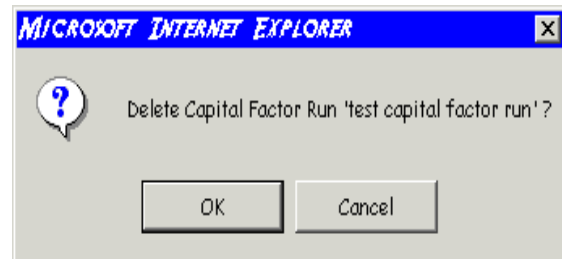 Microsoft Internet Explorer
Delete Capital Factor Run 'test capital factor run' ?
OK
Cancel